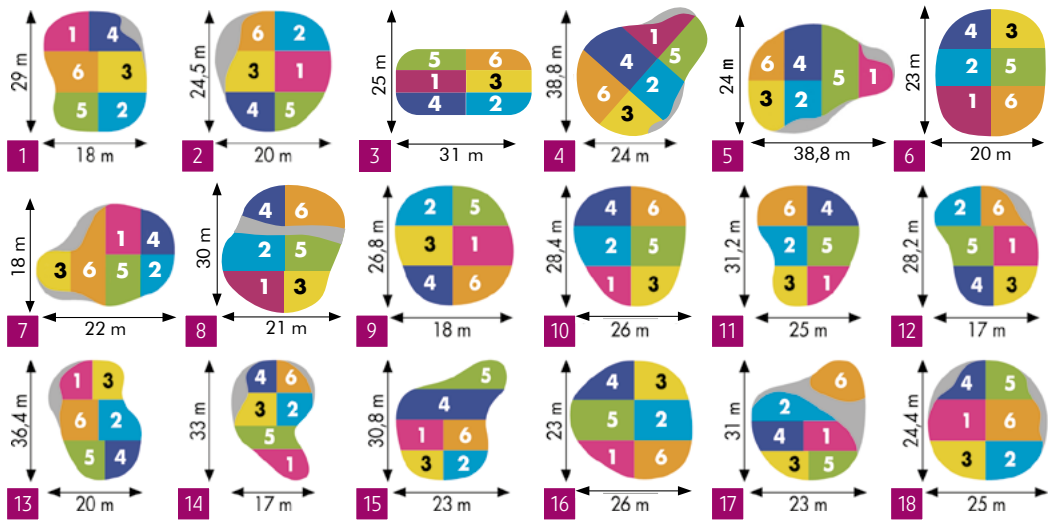 1 4
6 3
5 2
29 m
1
18 m
6 2
3 1
4 5
24,5 m
2
20 m
5 6
1 3
4 2
25 m
3
31 m
1
4 5
2
6
3
38,8 m
4
24 m
6 4 5 1
3 2
24 m
5
38,8 m
4 3
2 5
1 6
23 m
6
20 m
1 4
3 6 5 2
18 m
7
22 m
4 6
2 5
1 3
30 m
8
21 m
2 5
3 1
4 6
26,8 m
9
18 m
4 6
2 5
1 3
28,4 m
10
26 m
6 4
2 5
3 1
31,2 m
11
25 m
2 6
5 1
4 3
28,2 m
12
17 m
1 3
6 2
5 4
36,4 m
13
20 m
4 6
3 2
5
1
33 m
14
17 m
5
4
1 6
3 2
30,8 m
15
23 m
4 3
5 2
1 6
23 m
16
26 m
6
2
4 1
3 5
31 m
17
23 m
4 5
1 6
3 2
24,4 m
18
25 m